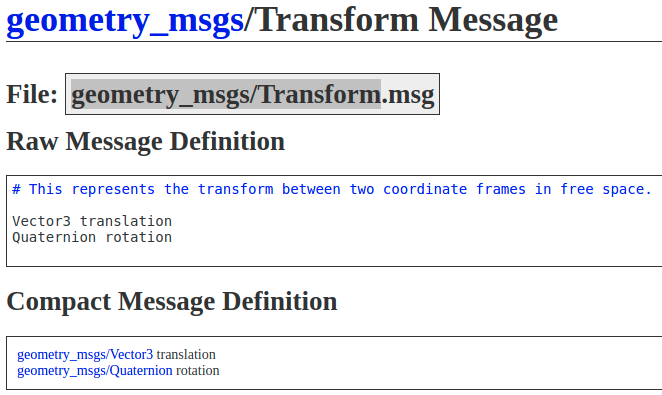 geometry_msgs/Transform Message
File: geometry_msgs/Transform.msg
Raw Message Definition
# This represents the transform between two coordinate frames in free space.
Vector3 translation
Quaternion rotation
Compact Message Definition
geometry_msgs/Vector3 translation
geometry_msgs/Quaternion rotation